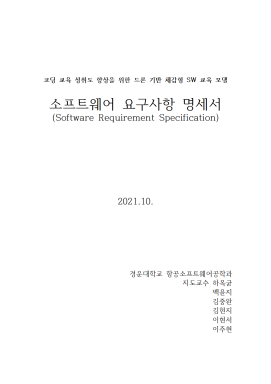 코딩 교육 성취도 향상을 위한 드론 기반 체감형 SW 교육 모델
소프트웨어 요구사항 명세서
(Software Requirement Specification)
2021.10.
경운대학교 항공소프트웨어공학과
지도교수 하옥균
백윤지
김충완
김현지
이현서
이주현